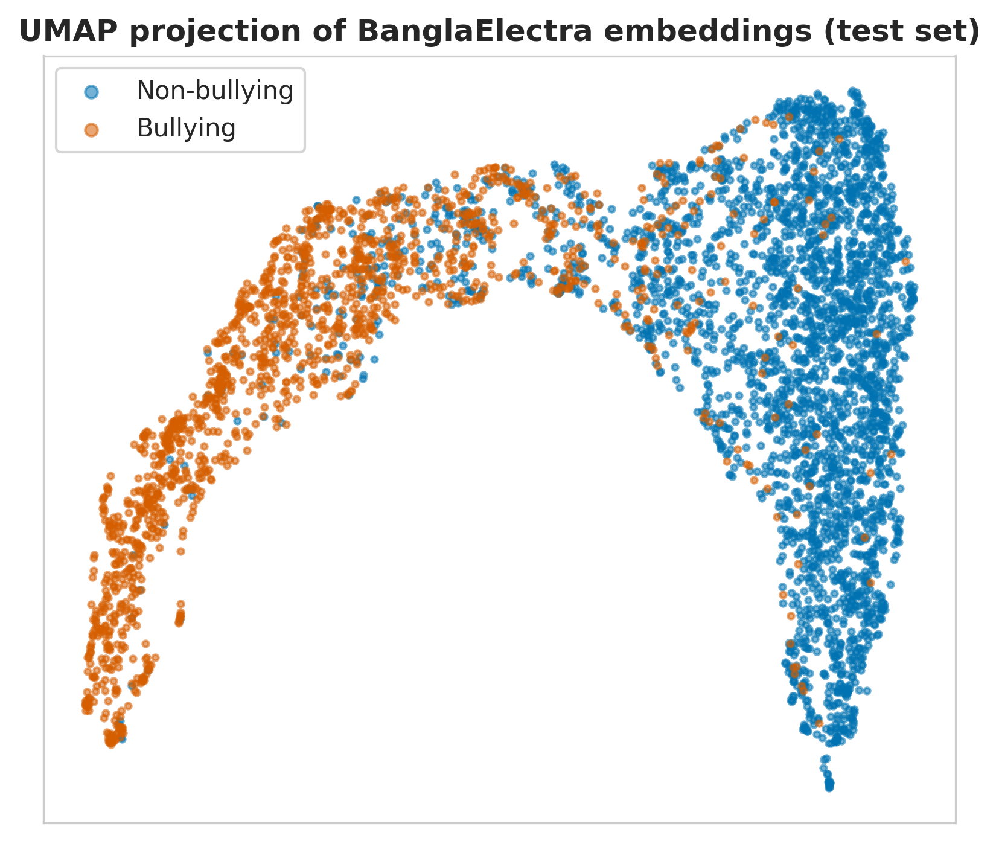 UMAP projection of BanglaElectra embeddings (test set)
Non-bullying
Bullying